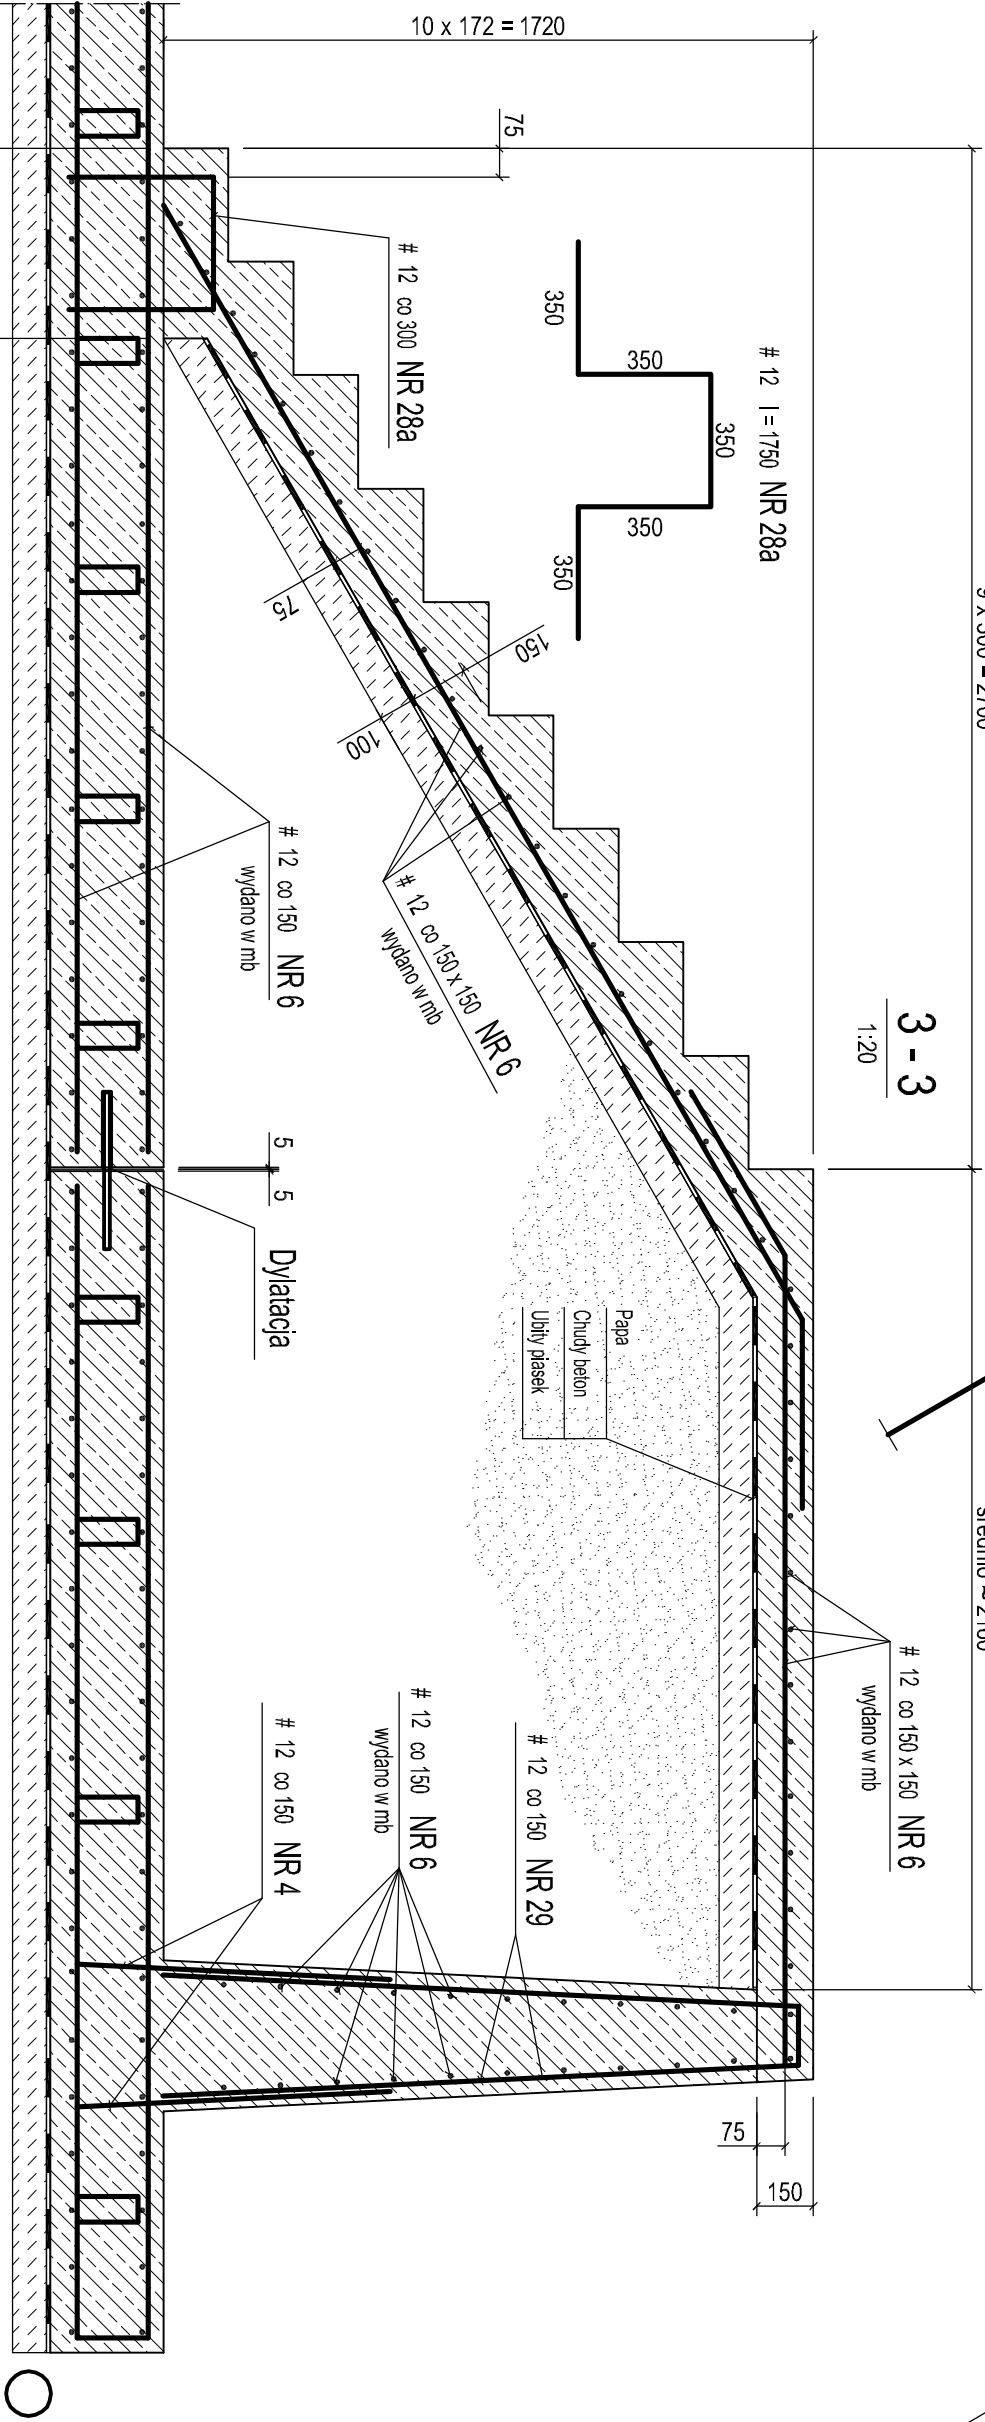 10 x 172 = 1720
75
# 12 co 300 NR 28a
350
350
350
350
350
# 12 l = 1750 NR 28a
75
150
100
# 12 co 150 NR 6
wydano w mb
# 12 co 150 x 150 NR 6
wydano w mb
3 - 3
1:20
5
5
Dylatacja
Papa
Chudy beton
Ubity piasek
# 12 co 150 x 150 NR 6
wydano w mb
# 12 co 150 NR 4
# 12 co 150 NR 6
wydano w mb
# 12 co 150 NR 29
75
150